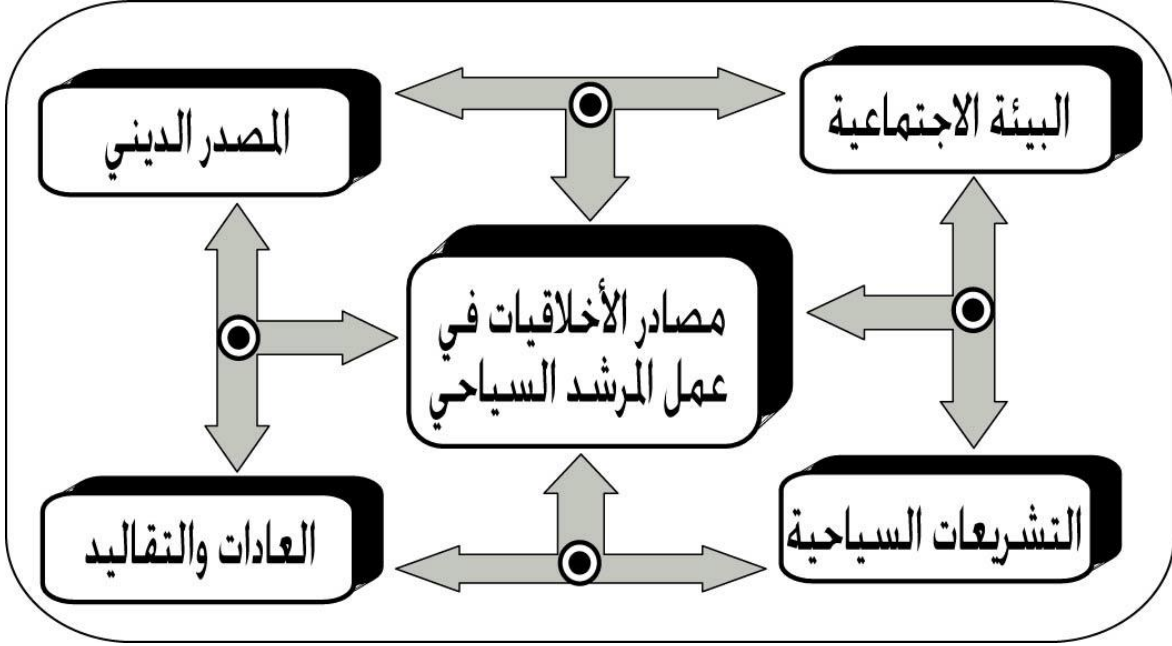 البيئة الاجتماعية
المصدر الديني
مصادر الأخلاقيات في
عمل المرشد السياحي
التشريعات السياحية
العادات والتقاليد